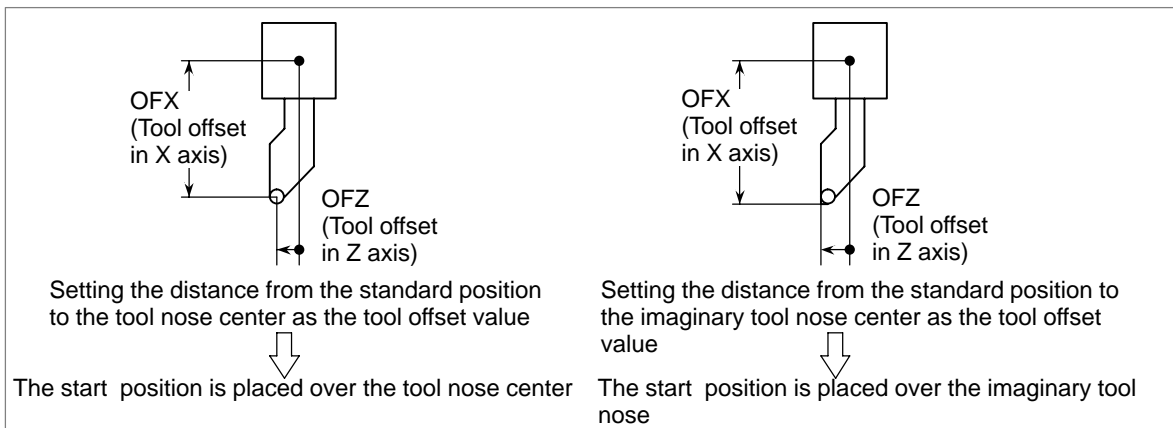 OFX
(Tool offset
in X axis)
OFZ
(Tool offset
in Z axis)
Setting the distance from the standard position
to the tool nose center as the tool offset value
The start position is placed over the tool nose center
OFX
(Tool offset
in X axis)
OFZ
(Tool offset
in Z axis)
Setting the distance from the standard position to
the imaginary tool nose center as the tool offset
value
The start position is placed over the imaginary tool
nose